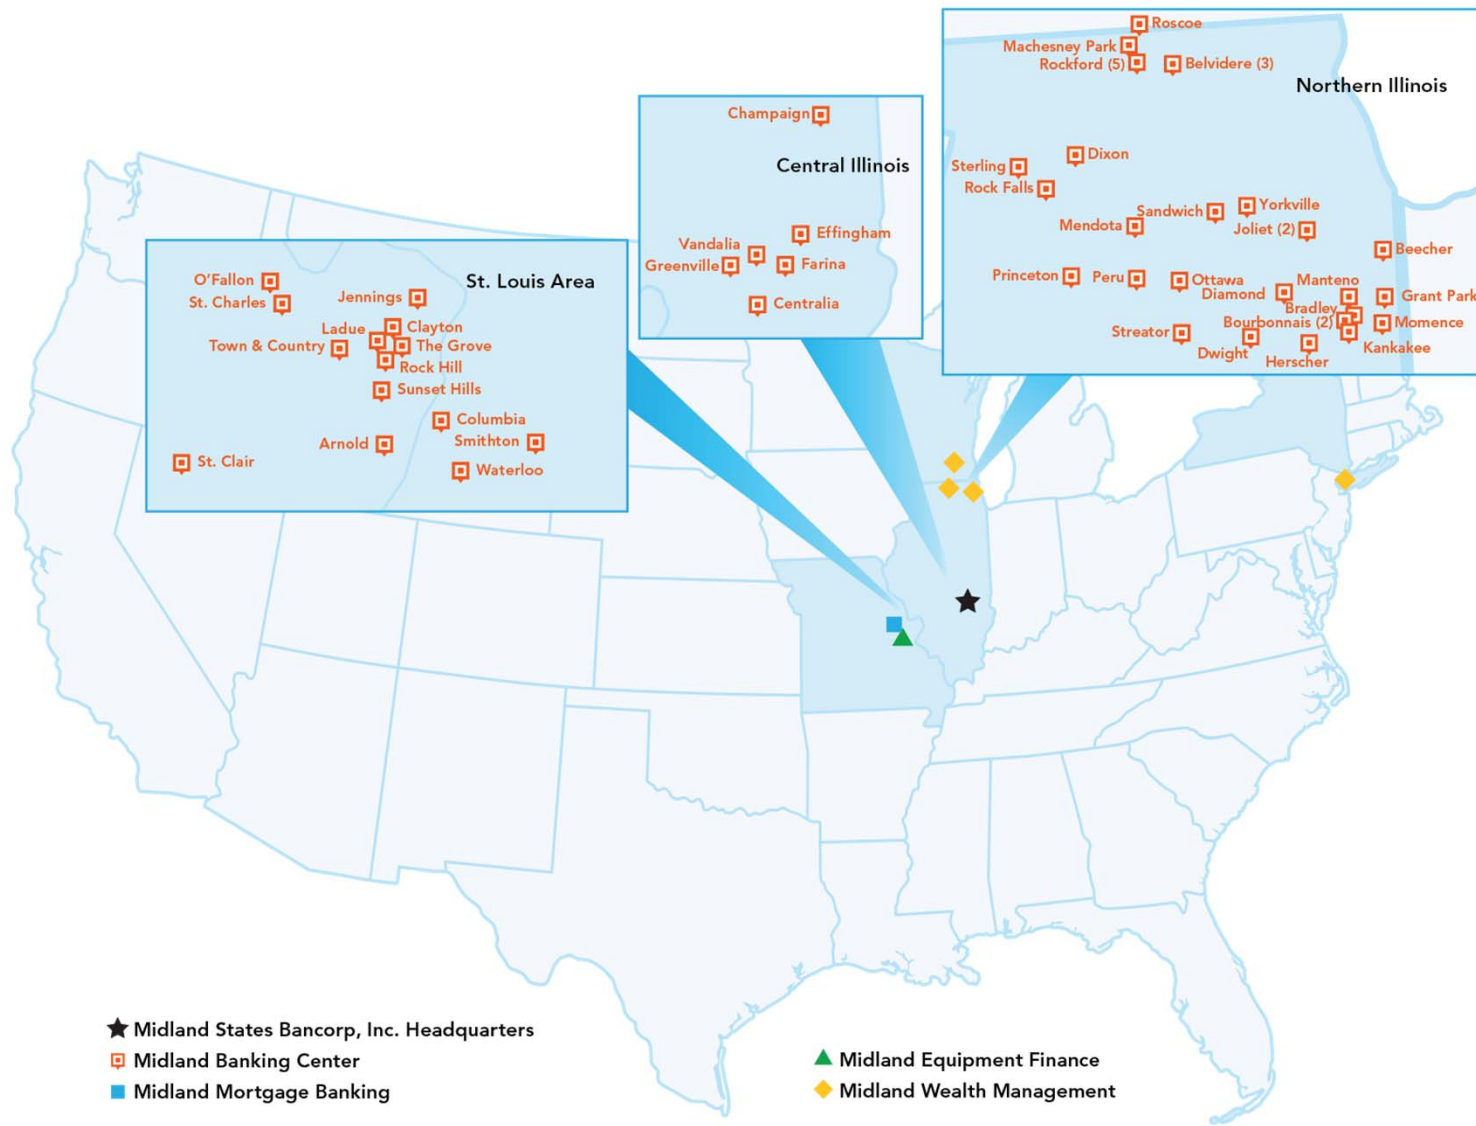 Roscoe
Machesney Park
Rockford (5)
Belvidere (3)
Northern Illinois
Dixon
Sterling
Rock Falls
Yorkville
Sandwich
Mendota
Joliet (2)
Beecher
Princeton
Peru
Ottawa
Manteno
Diamond
Grant Park
Bradley
Bourbonnais (2)
Momence
Streator
Dwight
Herscher
Kankakee
Champaign
Central Illinois
Effingham
Vandalia
Greenville
Farina
Centralia
St. Louis Area
O'Fallon
St. Charles
Jennings
Ladue
Clayton
Town & Country
The Grove
Rock Hill
Sunset Hills
Columbia
Arnold
Smithton
St. Clair
Waterloo
Midland States Bancorp, Inc. Headquarters
Midland Banking Center
Midland Mortgage Banking
Midland Equipment Finance
Midland Wealth Management